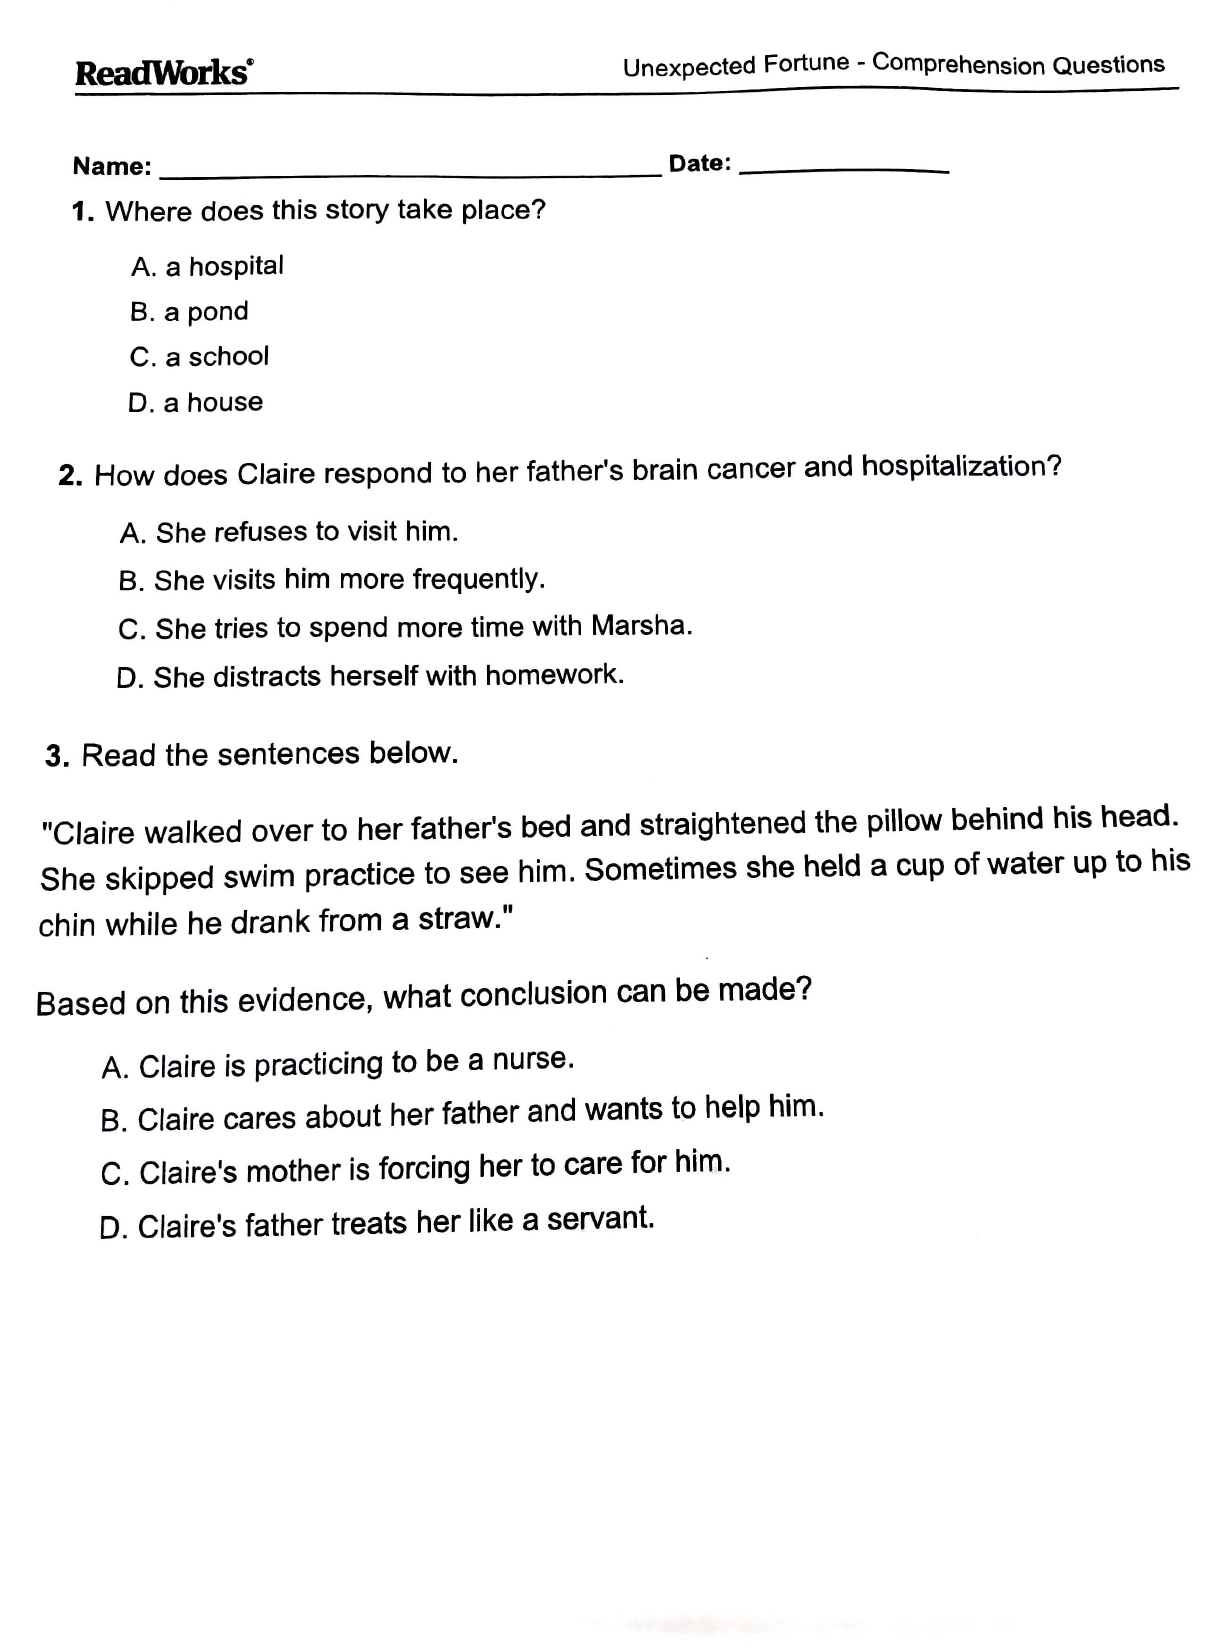 ReadWorks®
Unexpected Fortune - Comprehension Questions
Name: Date:
1. Where does this story take place?
A. a hospital
B. a pond
C. a school
D. a house
2. How does Claire respond to her father's brain cancer and hospitalization?
A. She refuses to visit him.
B. She visits him more frequently.
C. She tries to spend more time with Marsha.
D. She distracts herself with homework.
3. Read the sentences below.
"Claire walked over to her father's bed and straightened the pillow behind his head.
She skipped swim practice to see him. Sometimes she held a cup of water up to his
chin while he drank from a straw."
Based on this evidence, what conclusion can be made?
A. Claire is practicing to be a nurse.
B. Claire cares about her father and wants to help him.
C. Claire's mother is forcing her to care for him.
D. Claire's father treats her like a servant.